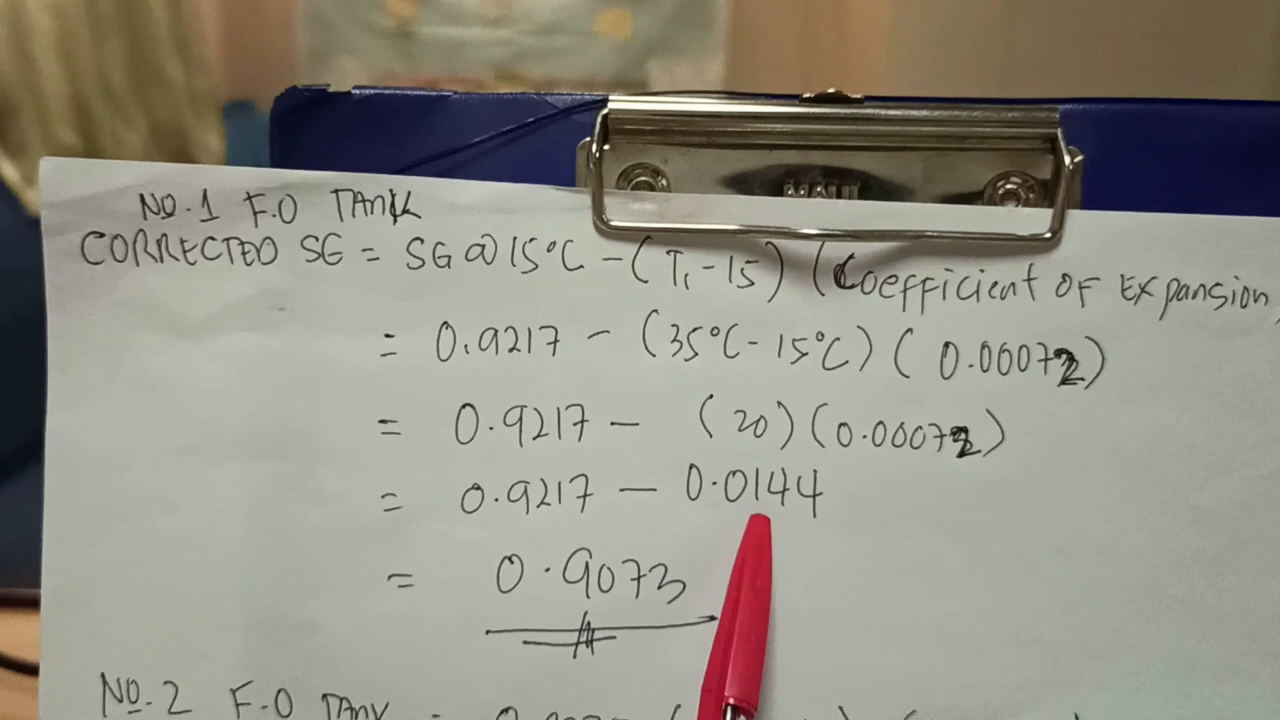 MAUL
NO.1 F.O TANK
CORRECTED SG = SG @ 15°C - (T₁-15) (Coefficient OF Expansion)
= 0.9217 - (35°C - 15°C) (0.00072)
= 0.9217 - (20) (0.00072)
= 0.9217 - 0.0144
= 0.9073
NO.2 F.O TANK =